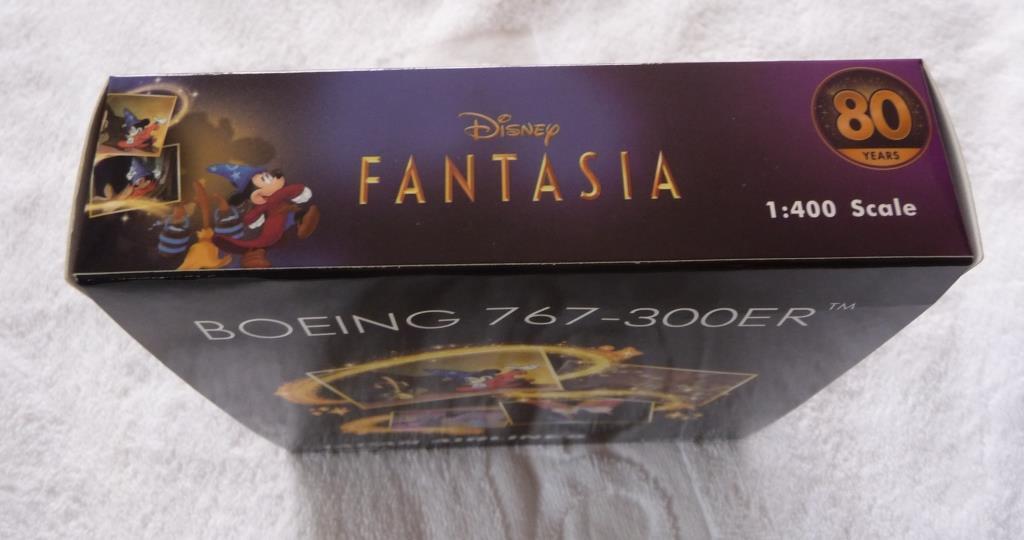 Disney
FANTASIA
80
YEARS
1:400 Scale
BOEING 767-300ER™